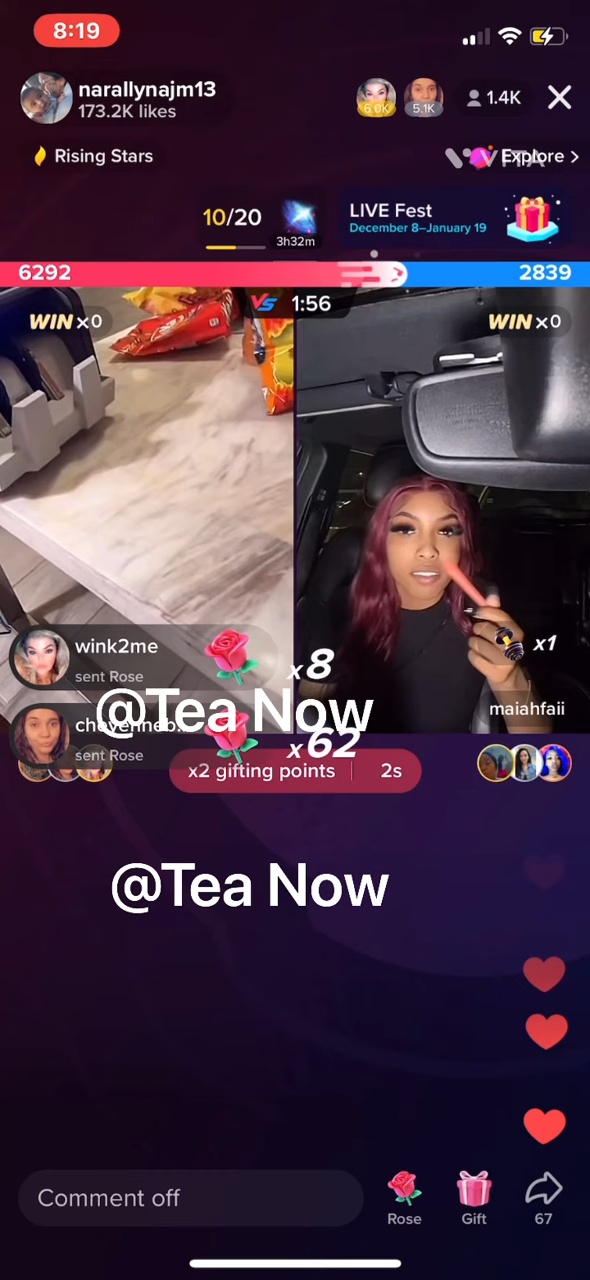 8:19
narallynajm13
173.2K likes
6.0K
5.1K
1.4K
Rising Stars
Explore >
10/20
3h32m
LIVE Fest
December 8–January 19
6292
2839
WIN x0
VS 1:56
WIN x0
wink2me
sent Rose
x8
x1
@Tea Now
maiahfaii
cheyenneb...
sent Rose
x62
x2 gifting points
2s
@Tea Now
Comment off
Rose
Gift
67